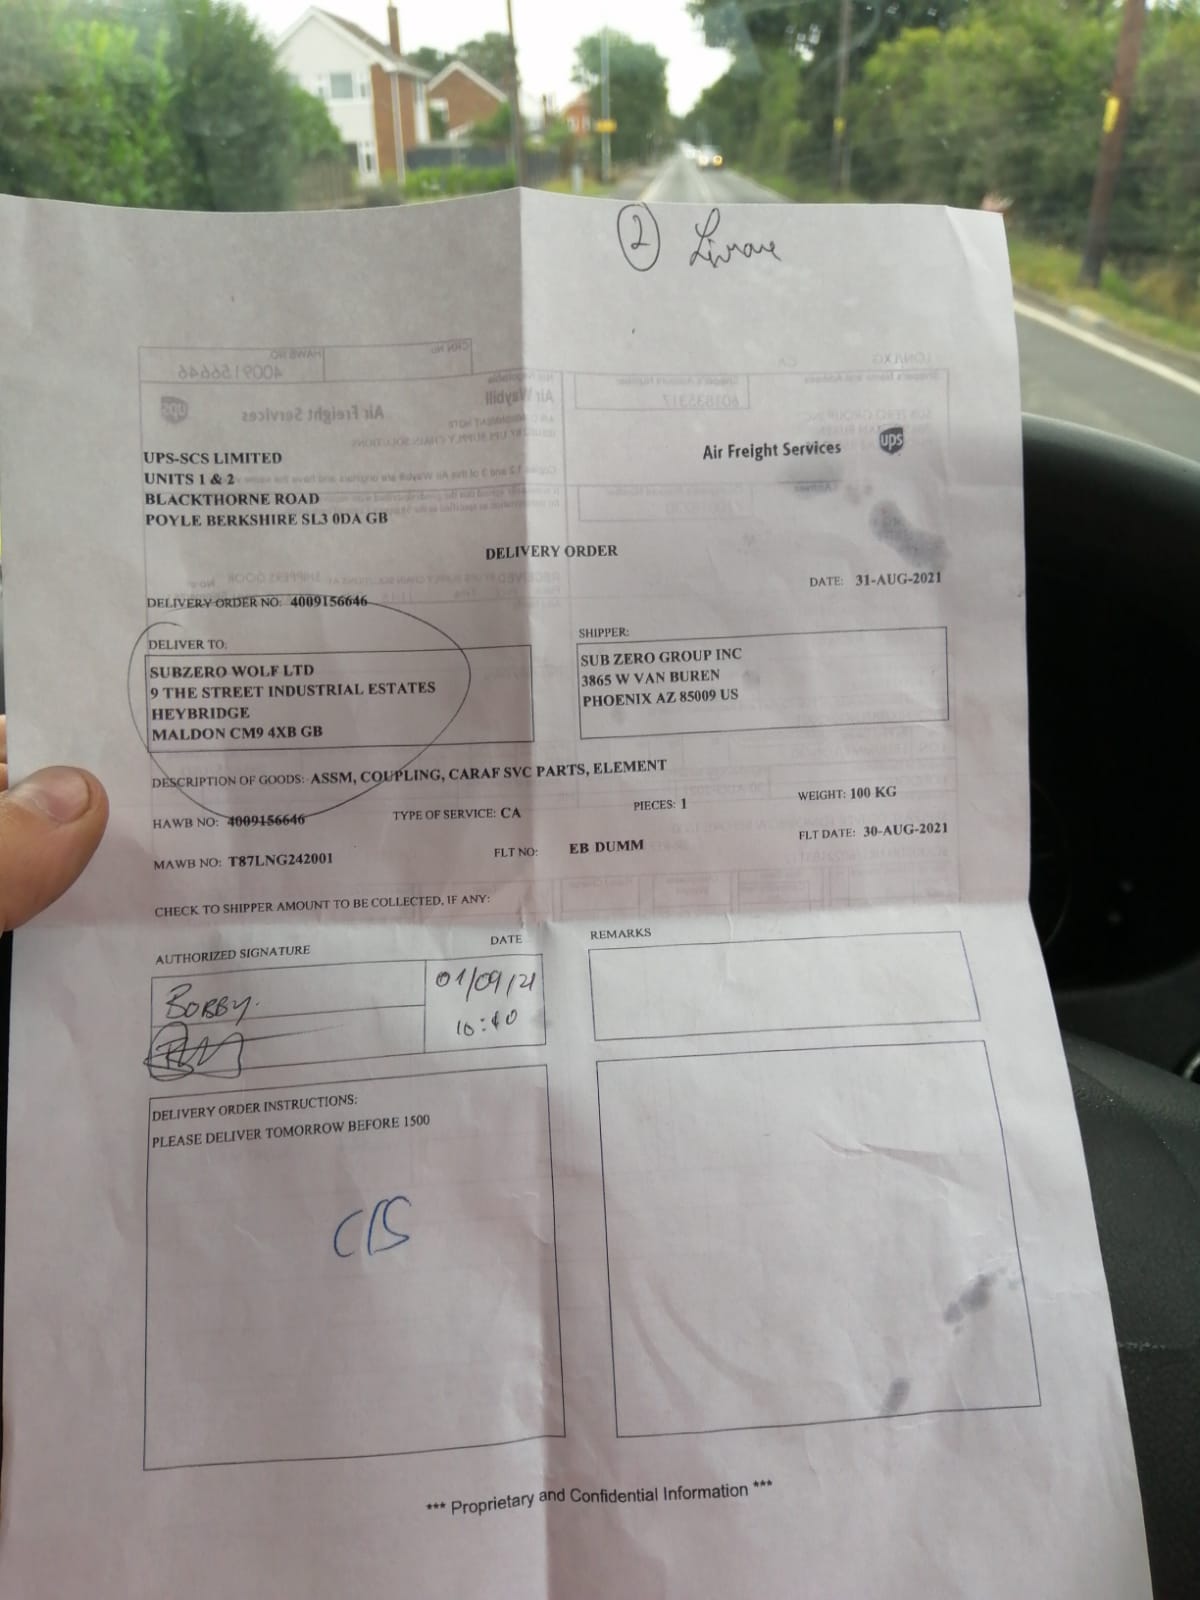 2
UPS-SCS LIMITED
UNITS 1 & 2
BLACKTHORNE ROAD
POYLE BERKSHIRE SL3 0DA GB
Air Freight Services
ups
DELIVERY ORDER
DATE: 31-AUG-2021
DELIVERY ORDER NO: 4009156646
DELIVER TO:
SUBZERO WOLF LTD
9 THE STREET INDUSTRIAL ESTATES
HEYBRIDGE
MALDON CM9 4XB GB
SHIPPER:
SUB ZERO GROUP INC
3865 W VAN BUREN
PHOENIX AZ 85009 US
DESCRIPTION OF GOODS: ASSM, COUPLING, CARAF SVC PARTS, ELEMENT
HAWB NO: 4009156646 TYPE OF SERVICE: CA PIECES: 1 WEIGHT: 100 KG
MAWB NO: T87LNG242001 FLT NO: EB DUMM FLT DATE: 30-AUG-2021
CHECK TO SHIPPER AMOUNT TO BE COLLECTED, IF ANY:
AUTHORIZED SIGNATURE DATE
BOBBY.
01/09/21
10:40
REMARKS
DELIVERY ORDER INSTRUCTIONS:
PLEASE DELIVER TOMORROW BEFORE 1500
*** Proprietary and Confidential Information ***